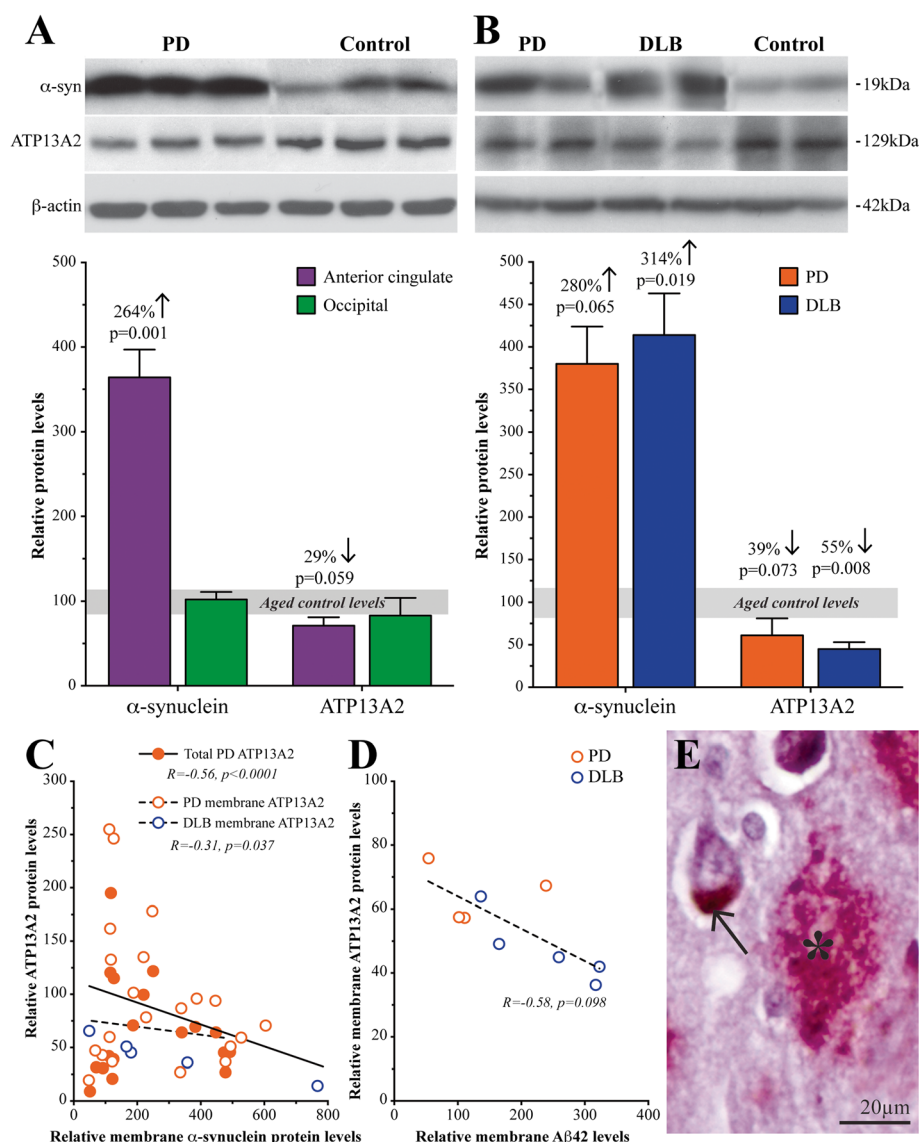 A
B
PD
Control
PD
DLB
Control
α-syn
-19kDa
ATP13A2
-129kDa
β-actin
-42kDa
Relative protein levels
500
400
300
200
100
0
Anterior cingulate
Occipital
264%↑
p=0.001
29%↓
p=0.059
Aged control levels
α-synuclein
ATP13A2
Relative protein levels
500
450
400
350
300
250
200
150
100
50
0
PD
DLB
280%↑
p=0.065
314%↑
p=0.019
39%↓
p=0.073
55%↓
p=0.008
Aged control levels
α-synuclein
ATP13A2
C
Total PD ATP13A2
R=-0.56, p<0.0001
PD membrane ATP13A2
DLB membrane ATP13A2
R=-0.31, p=0.037
Relative ATP13A2 protein levels
300
250
200
150
100
50
0
0
200
400
600
800
Relative membrane α-synuclein protein levels
D
PD
DLB
Relative membrane ATP13A2 protein levels
100
80
60
40
20
0
R=-0.58, p=0.098
0
100
200
300
400
Relative membrane Aβ42 levels
E
*
20µm